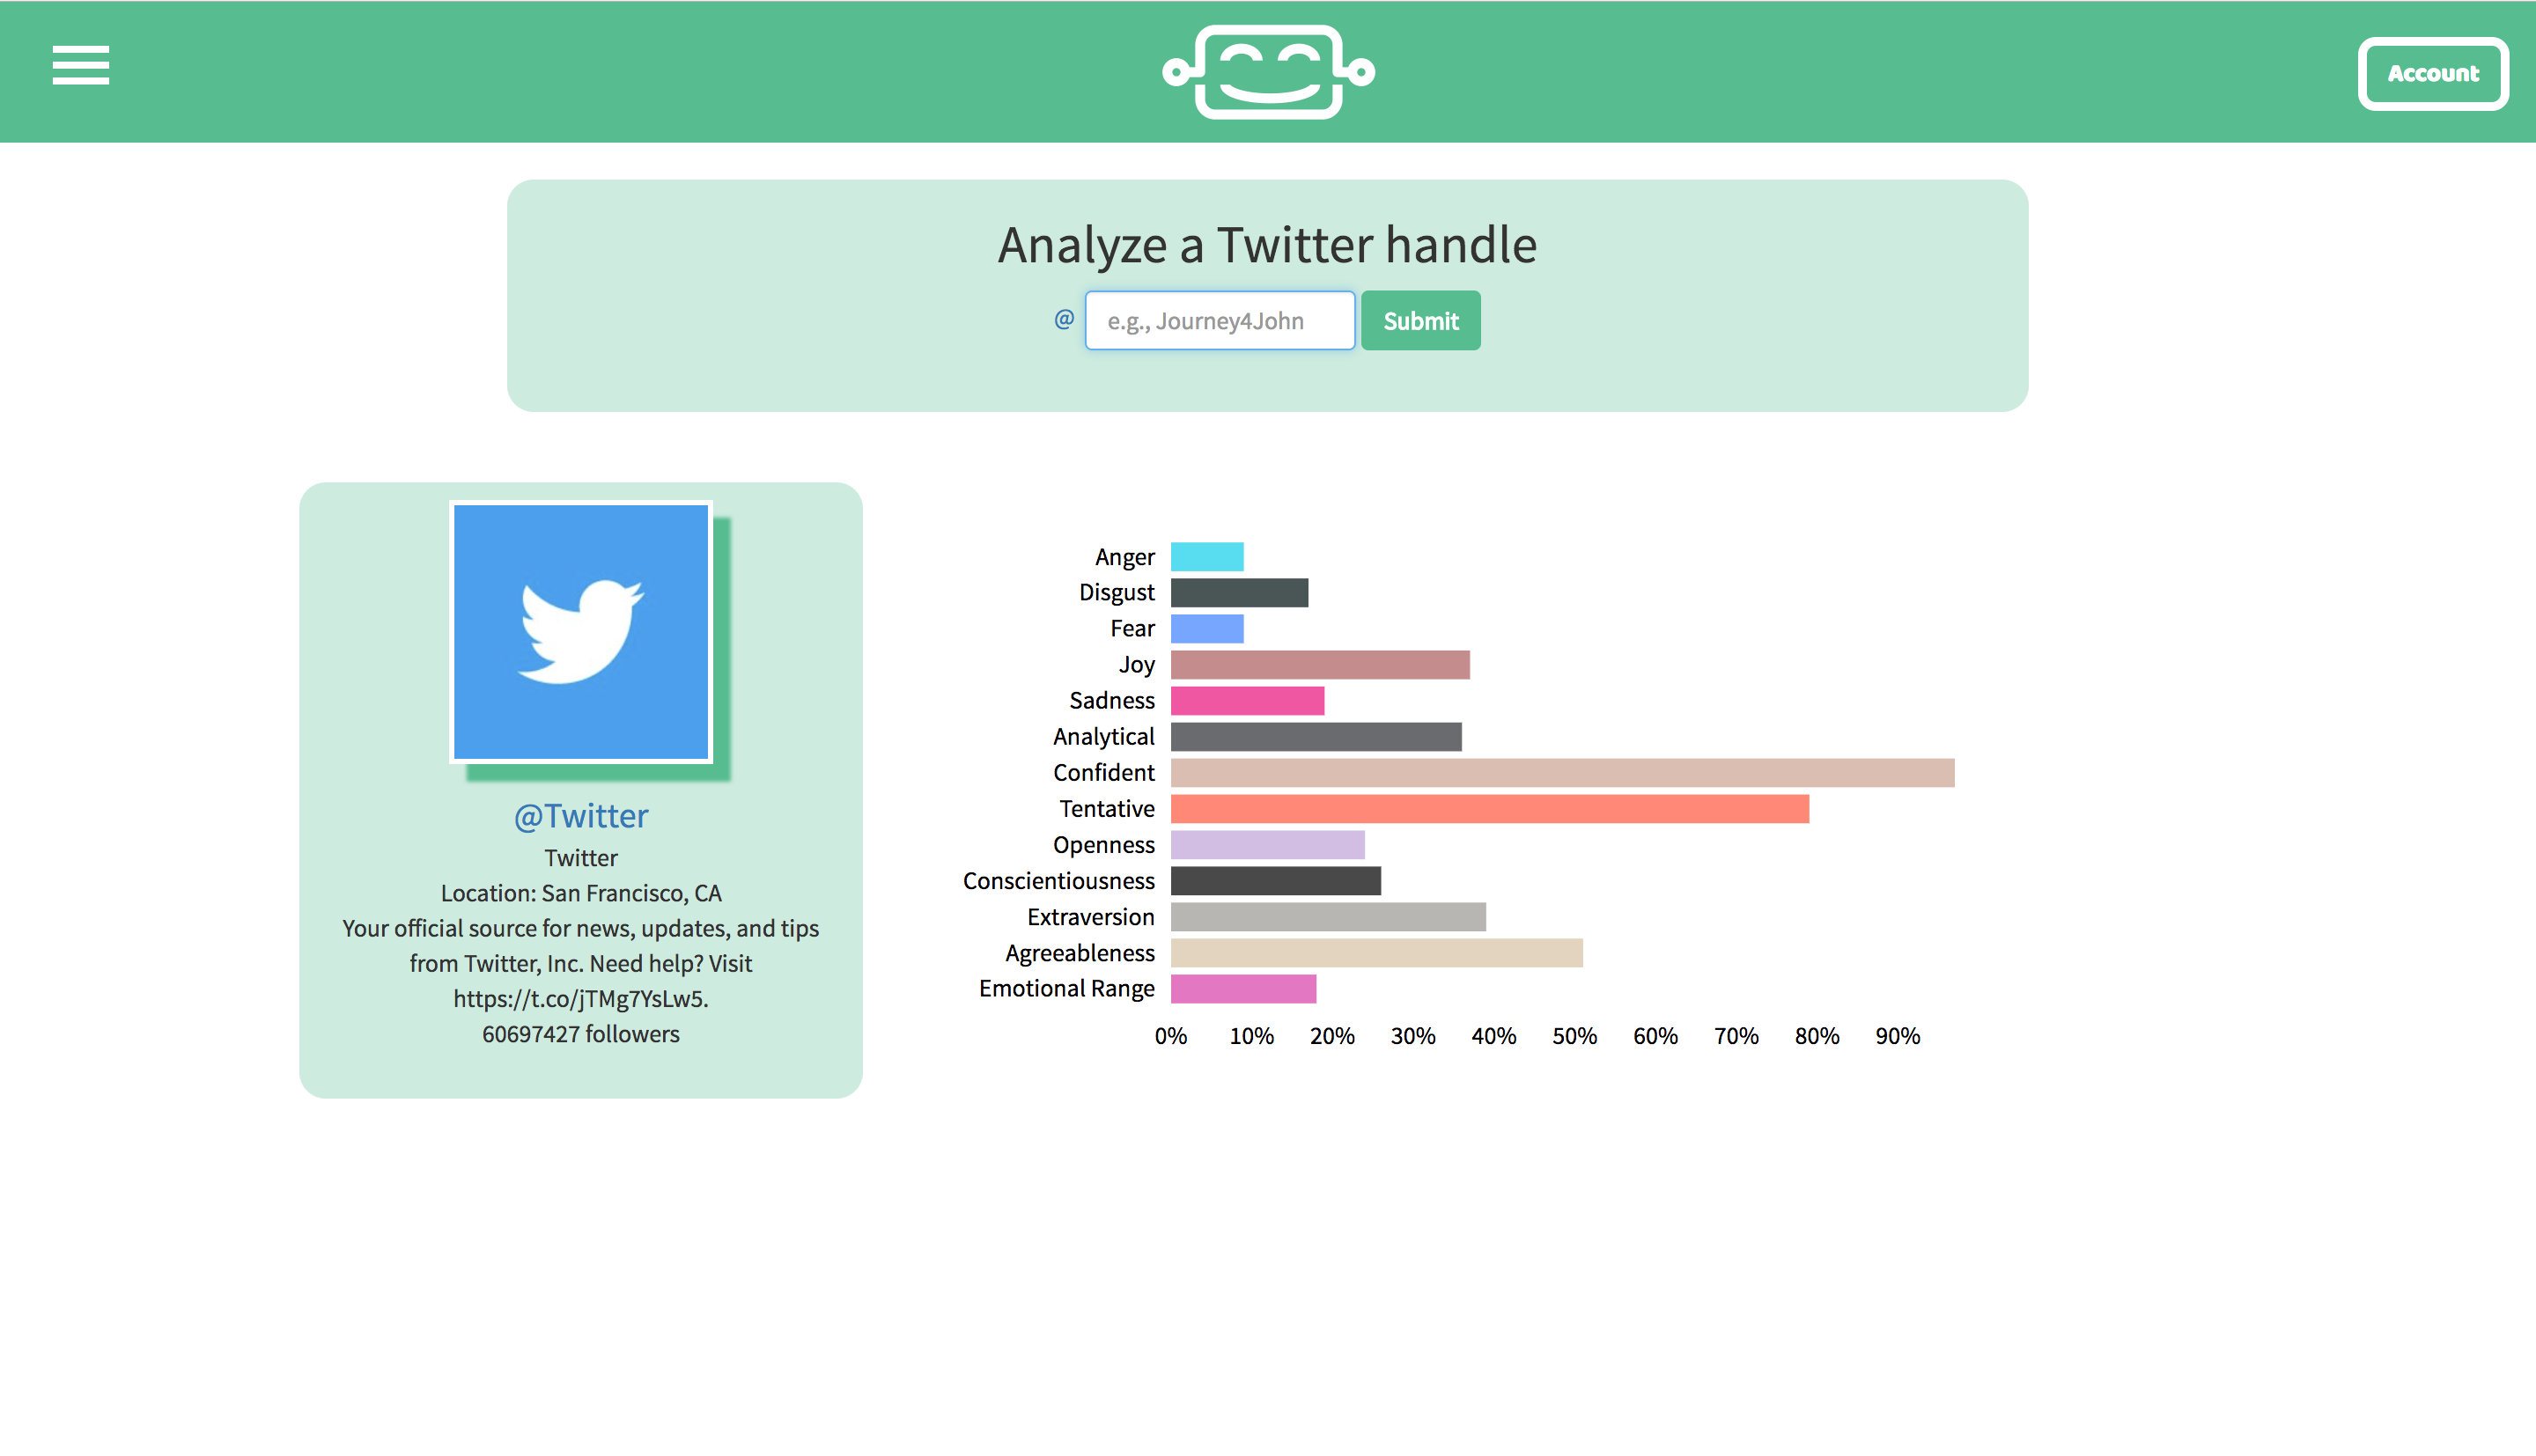 Account
Analyze a Twitter handle
@ e.g., Journey4John Submit
@Twitter
Twitter
Location: San Francisco, CA
Your official source for news, updates, and tips
from Twitter, Inc. Need help? Visit
https://t.co/jTMg7YsLw5.
60697427 followers
Anger
Disgust
Fear
Joy
Sadness
Analytical
Confident
Tentative
Openness
Conscientiousness
Extraversion
Agreeableness
Emotional Range
0% 10% 20% 30% 40% 50% 60% 70% 80% 90%